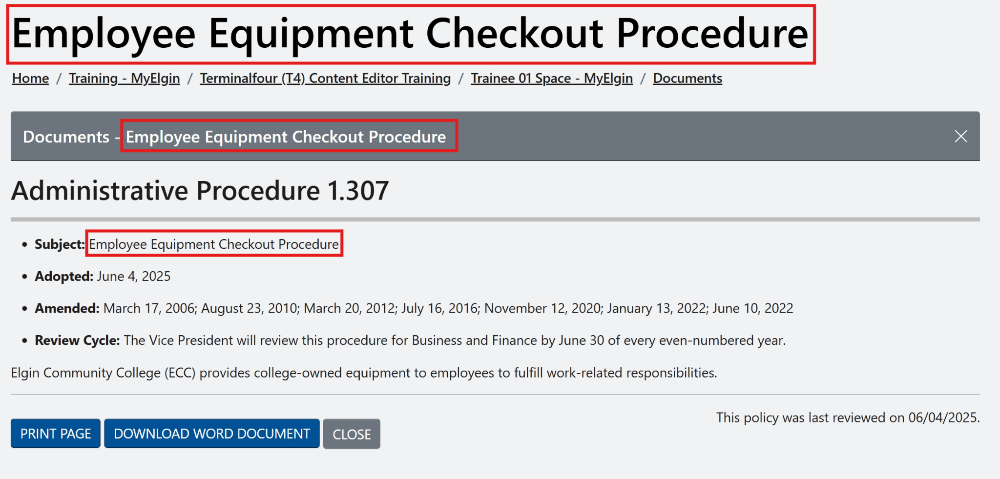 Employee Equipment Checkout Procedure
Home / Training - MyElgin / Terminalfour (T4) Content Editor Training / Trainee 01 Space - MyElgin / Documents
Documents - Employee Equipment Checkout Procedure
Administrative Procedure 1.307
• Subject: Employee Equipment Checkout Procedure
• Adopted: June 4, 2025
• Amended: March 17, 2006; August 23, 2010; March 20, 2012; July 16, 2016; November 12, 2020; January 13, 2022; June 10, 2022
• Review Cycle: The Vice President will review this procedure for Business and Finance by June 30 of every even-numbered year.
Elgin Community College (ECC) provides college-owned equipment to employees to fulfill work-related responsibilities.
This policy was last reviewed on 06/04/2025.
PRINT PAGE DOWNLOAD WORD DOCUMENT CLOSE